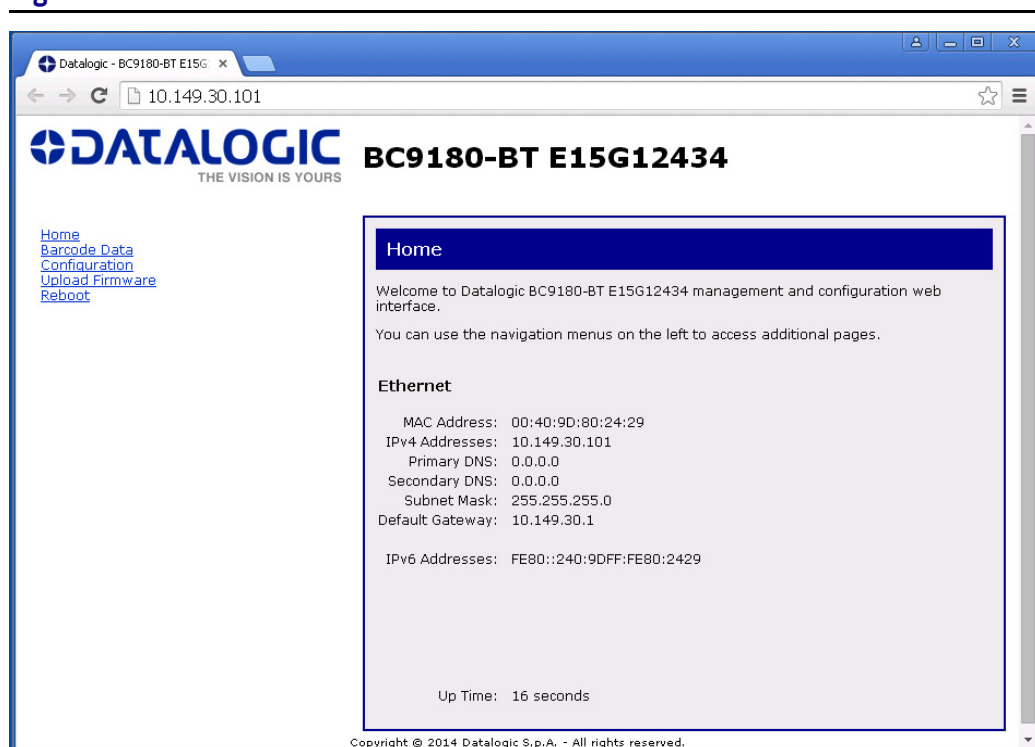 Datalogic - BC9180-BT E15G
10.149.30.101
DATALOGIC
THE VISION IS YOURS
BC9180-BT E15G12434
Home
Barcode Data
Configuration
Upload Firmware
Reboot
Home
Welcome to Datalogic BC9180-BT E15G12434 management and configuration web
interface.
You can use the navigation menus on the left to access additional pages.
Ethernet
MAC Address: 00:40:9D:80:24:29
IPv4 Addresses: 10.149.30.101
Primary DNS: 0.0.0.0
Secondary DNS: 0.0.0.0
Subnet Mask: 255.255.255.0
Default Gateway: 10.149.30.1
IPv6 Addresses: FE80::240:9DFF:FE80:2429
Up Time: 16 seconds
Copyright © 2014 Datalogic S.p.A. - All rights reserved.